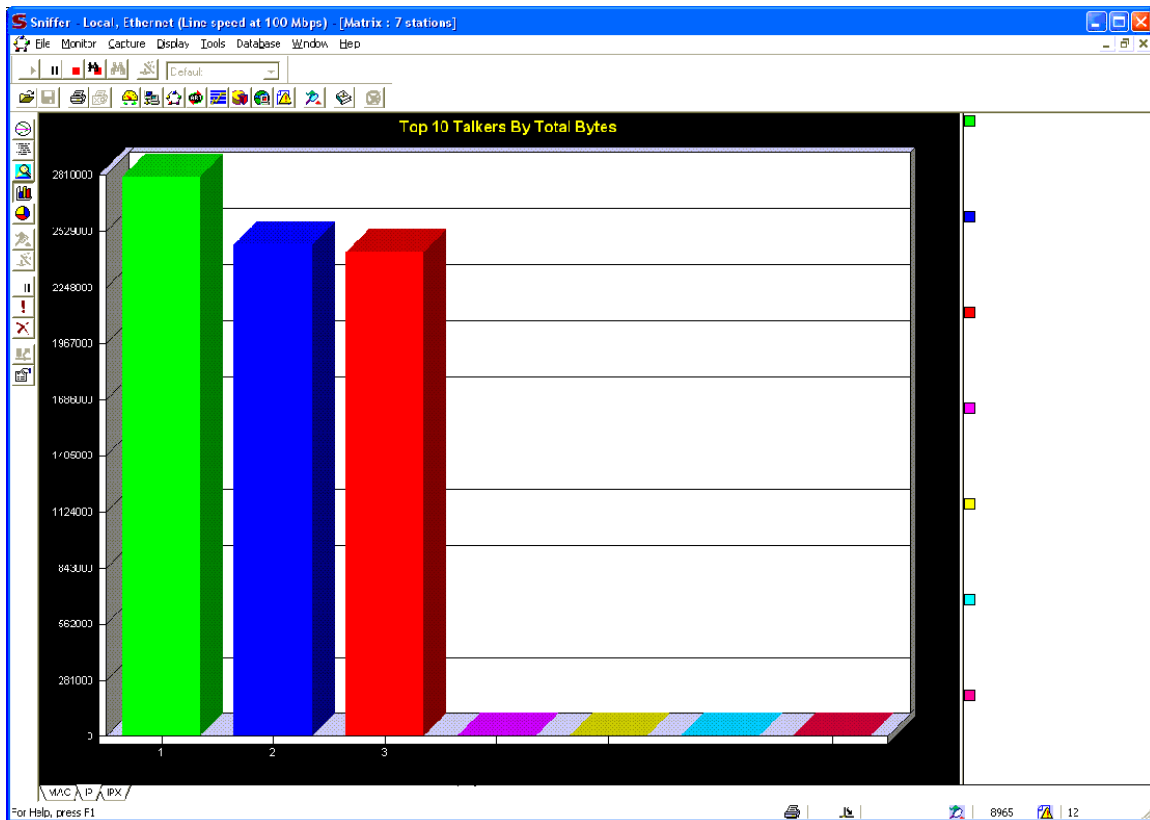 Sniffer - Local, Ethernet (Line speed at 100 Mbps) - [Matrix : 7 stations]
File Monitor Capture Display Tools Database Window Help
Default
Top 10 Talkers By Total Bytes
2810000
2529000
2248000
1967000
1686000
1405000
1124000
843000
562000
281000
0
1 2 3
MAC IP IPX
For Help, press F1
8965
12